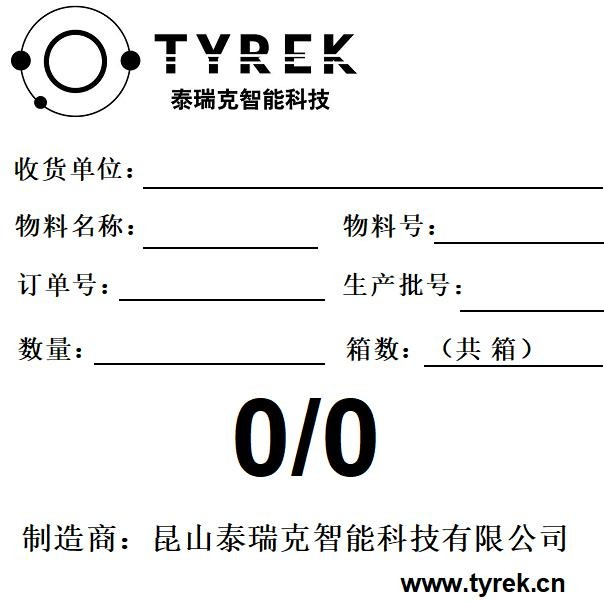 TYREK
泰瑞克智能科技
收货单位：
物料名称： 物料号：
订单号： 生产批号：
数量： 箱数：（共 箱）
0/0
制造商：昆山泰瑞克智能科技有限公司
www.tyrek.cn